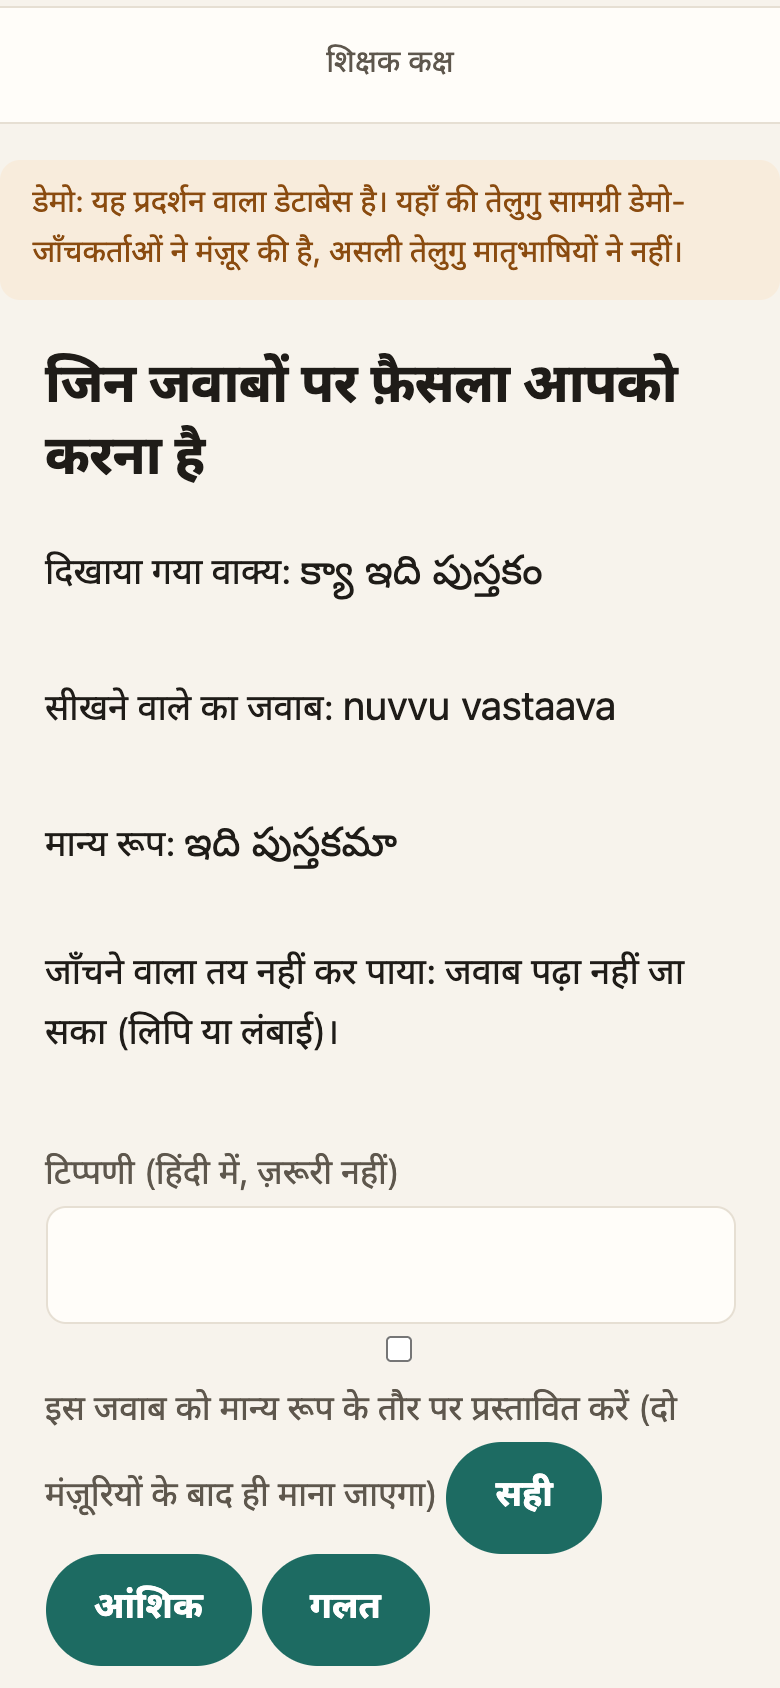 शिक्षक कक्ष
डेमो: यह प्रदर्शन वाला डेटाबेस है। यहाँ की तेलुगु सामग्री डेमो-
जाँचकर्ताओं ने मंज़ूर की है, असली तेलुगु मातृभाषियों ने नहीं।
जिन जवाबों पर फ़ैसला आपको
करना है
दिखाया गया वाक्य: క్యా ఇది పుస్తకం
सीखने वाले का जवाब: nuvvu vastaava
मान्य रूप: ఇది పుస్తకమా
जाँचने वाला तय नहीं कर पाया: जवाब पढ़ा नहीं जा
सका (लिपि या लंबाई)।
टिप्पणी (हिंदी में, ज़रूरी नहीं)
इस जवाब को मान्य रूप के तौर पर प्रस्तावित करें (दो
मंज़ूरियों के बाद ही माना जाएगा) सही
आंशिक गलत